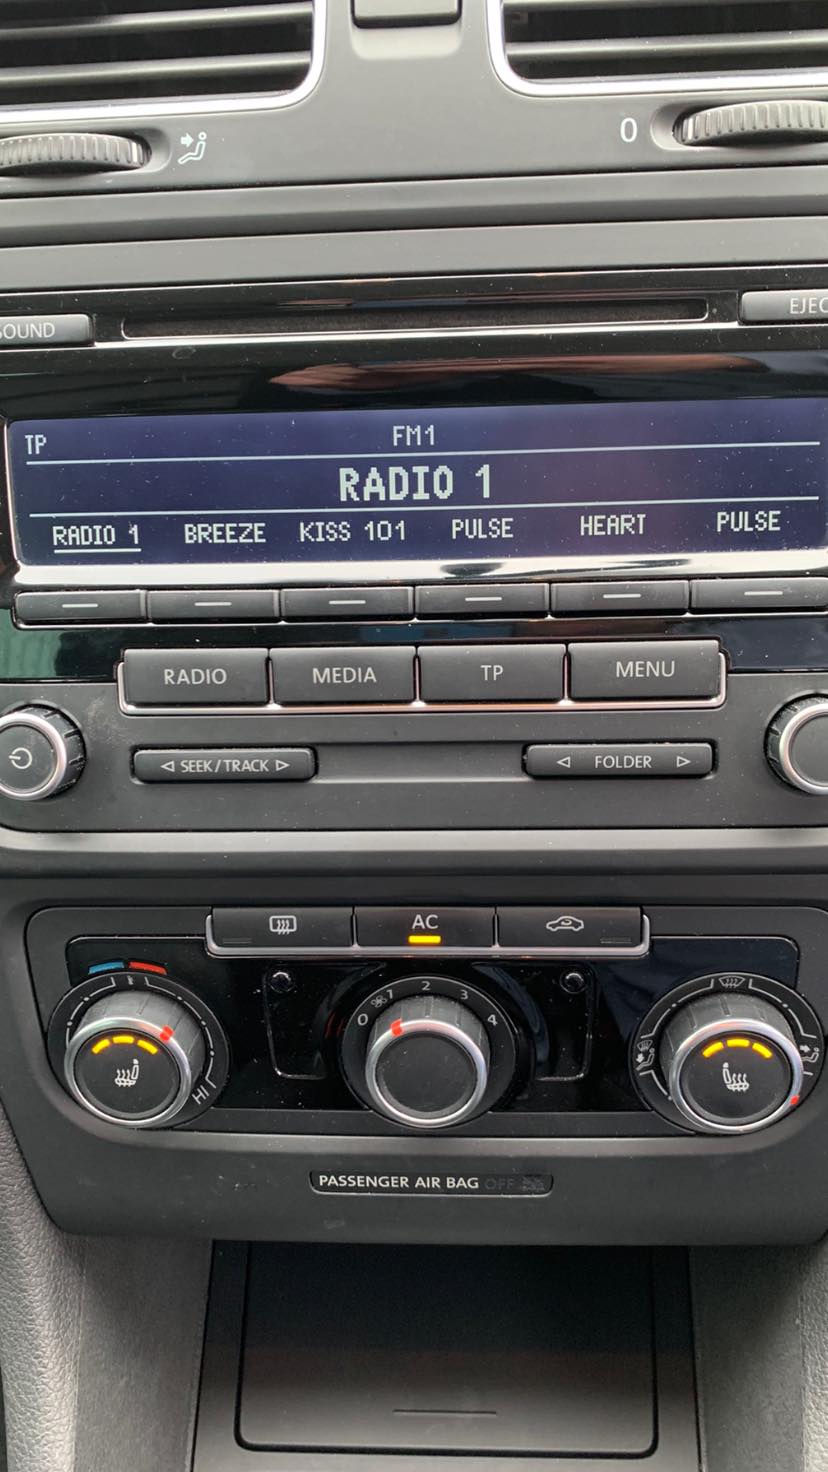 0
SOUND
EJEC
TP FM1
RADIO 1
RADIO 1 BREEZE KISS 101 PULSE HEART PULSE
RADIO MEDIA TP MENU
SEEK / TRACK FOLDER
AC
0 1 2 3 4
HI
PASSENGER AIR BAG OFF